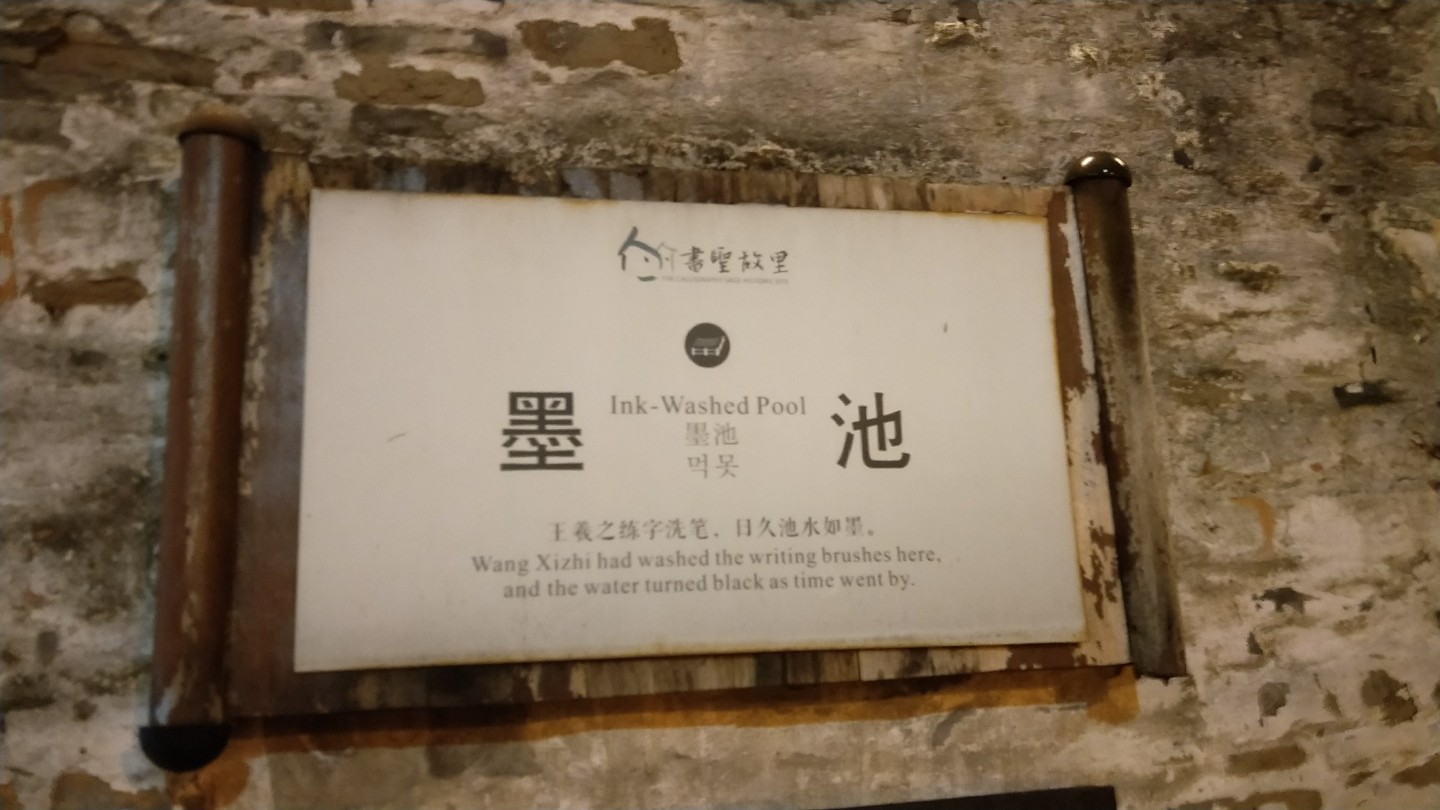 書聖故里
THE CALLIGRAPHY SAGE HISTORIC SITE
墨池
Ink-Washed Pool
墨池
먹못
王羲之练字洗笔，日久池水如墨。
Wang Xizhi had washed the writing brushes here,
and the water turned black as time went by.